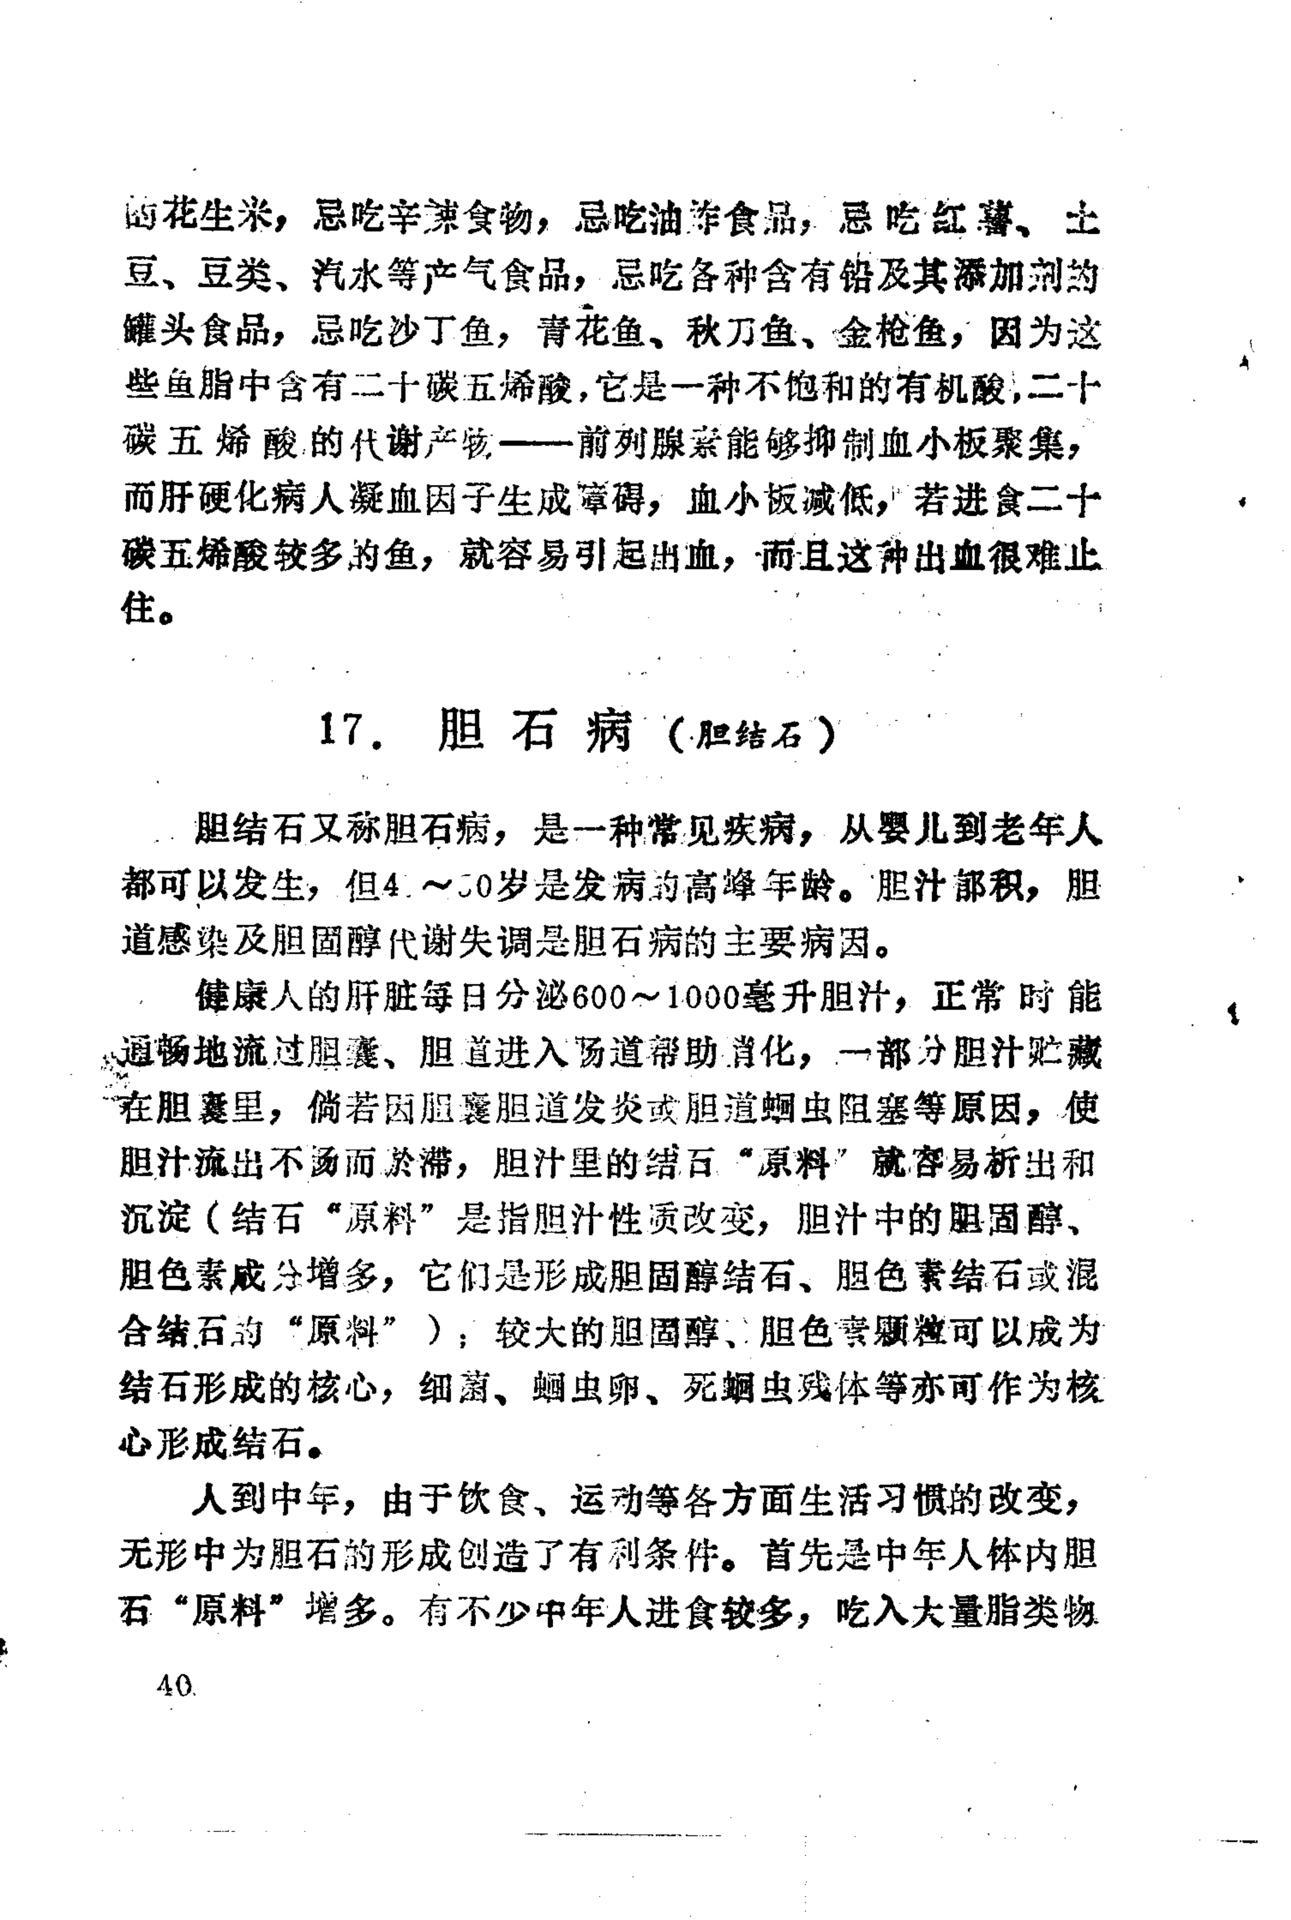 的花生米，忌吃辛辣食物，忌吃油炸食品，忌吃红薯、土
豆、豆类、汽水等产气食品，忌吃各种含有铅及其添加剂的
罐头食品，忌吃沙丁鱼，青花鱼、秋刀鱼、金枪鱼，因为这
些鱼脂中含有二十碳五烯酸，它是一种不饱和的有机酸，二十
碳五烯酸的代谢产物——前列腺素能够抑制血小板聚集，
而肝硬化病人凝血因子生成障碍，血小板减低，若进食二十
碳五烯酸较多的鱼，就容易引起出血，而且这种出血很难止
住。
17．胆石病（胆结石）
胆结石又称胆石病，是一种常见疾病，从婴儿到老年人
都可以发生，但4～0岁是发病的高峰年龄。胆汁郁积，胆
道感染及胆固醇代谢失调是胆石病的主要病因。
健康人的肝脏每日分泌600～1000毫升胆汁，正常时能
通畅地流过胆囊、胆道进入肠道帮助消化，一部分胆汁贮藏
在胆囊里，倘若因胆囊胆道发炎或胆道蛔虫阻塞等原因，使
胆汁流出不畅而淤滞，胆汁里的结石“原料”就容易析出和
沉淀（结石“原料”是指胆汁性质改变，胆汁中的胆固醇、
胆色素成分增多，它们是形成胆固醇结石、胆色素结石或混
合结石的“原料”）；较大的胆固醇、胆色素颗粒可以成为
结石形成的核心，细菌、蛔虫卵、死蛔虫残体等亦可作为核
心形成结石。
人到中年，由于饮食、运动等各方面生活习惯的改变，
无形中为胆石的形成创造了有利条件。首先是中年人体内胆
石“原料”增多。有不少中年人进食较多，吃入大量脂类物
40